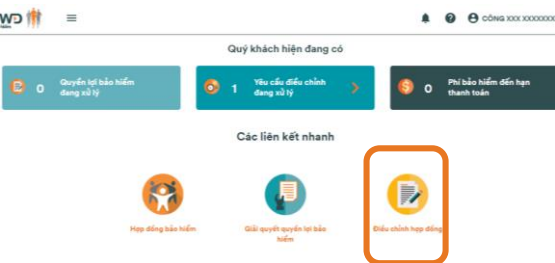 WD
CÔNG XXX XXXXXXX
Quý khách hiện đang có
0 Quyền lợi bảo hiểm đang xử lý
1 Yêu cầu điều chỉnh đang xử lý
0 Phí bảo hiểm đến hạn thanh toán
Các liên kết nhanh
Hợp đồng bảo hiểm
Giải quyết quyền lợi bảo hiểm
Điều chỉnh hợp đồng